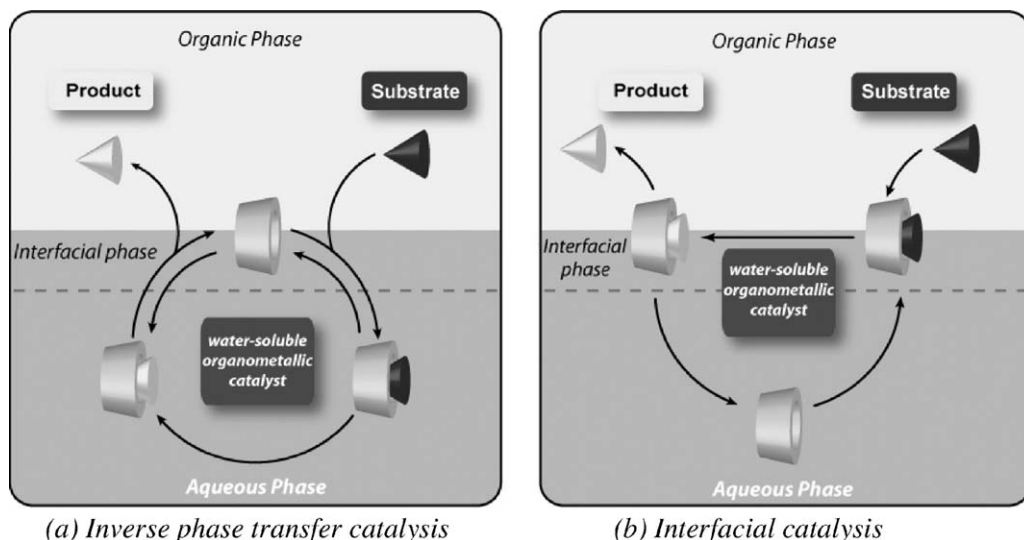 Organic Phase
Product
Substrate
Interfacial phase
water-soluble
organometallic
catalyst
Aqueous Phase
(a) Inverse phase transfer catalysis
Organic Phase
Product
Substrate
Interfacial
phase
water-soluble
organometallic
catalyst
Aqueous Phase
(b) Interfacial catalysis